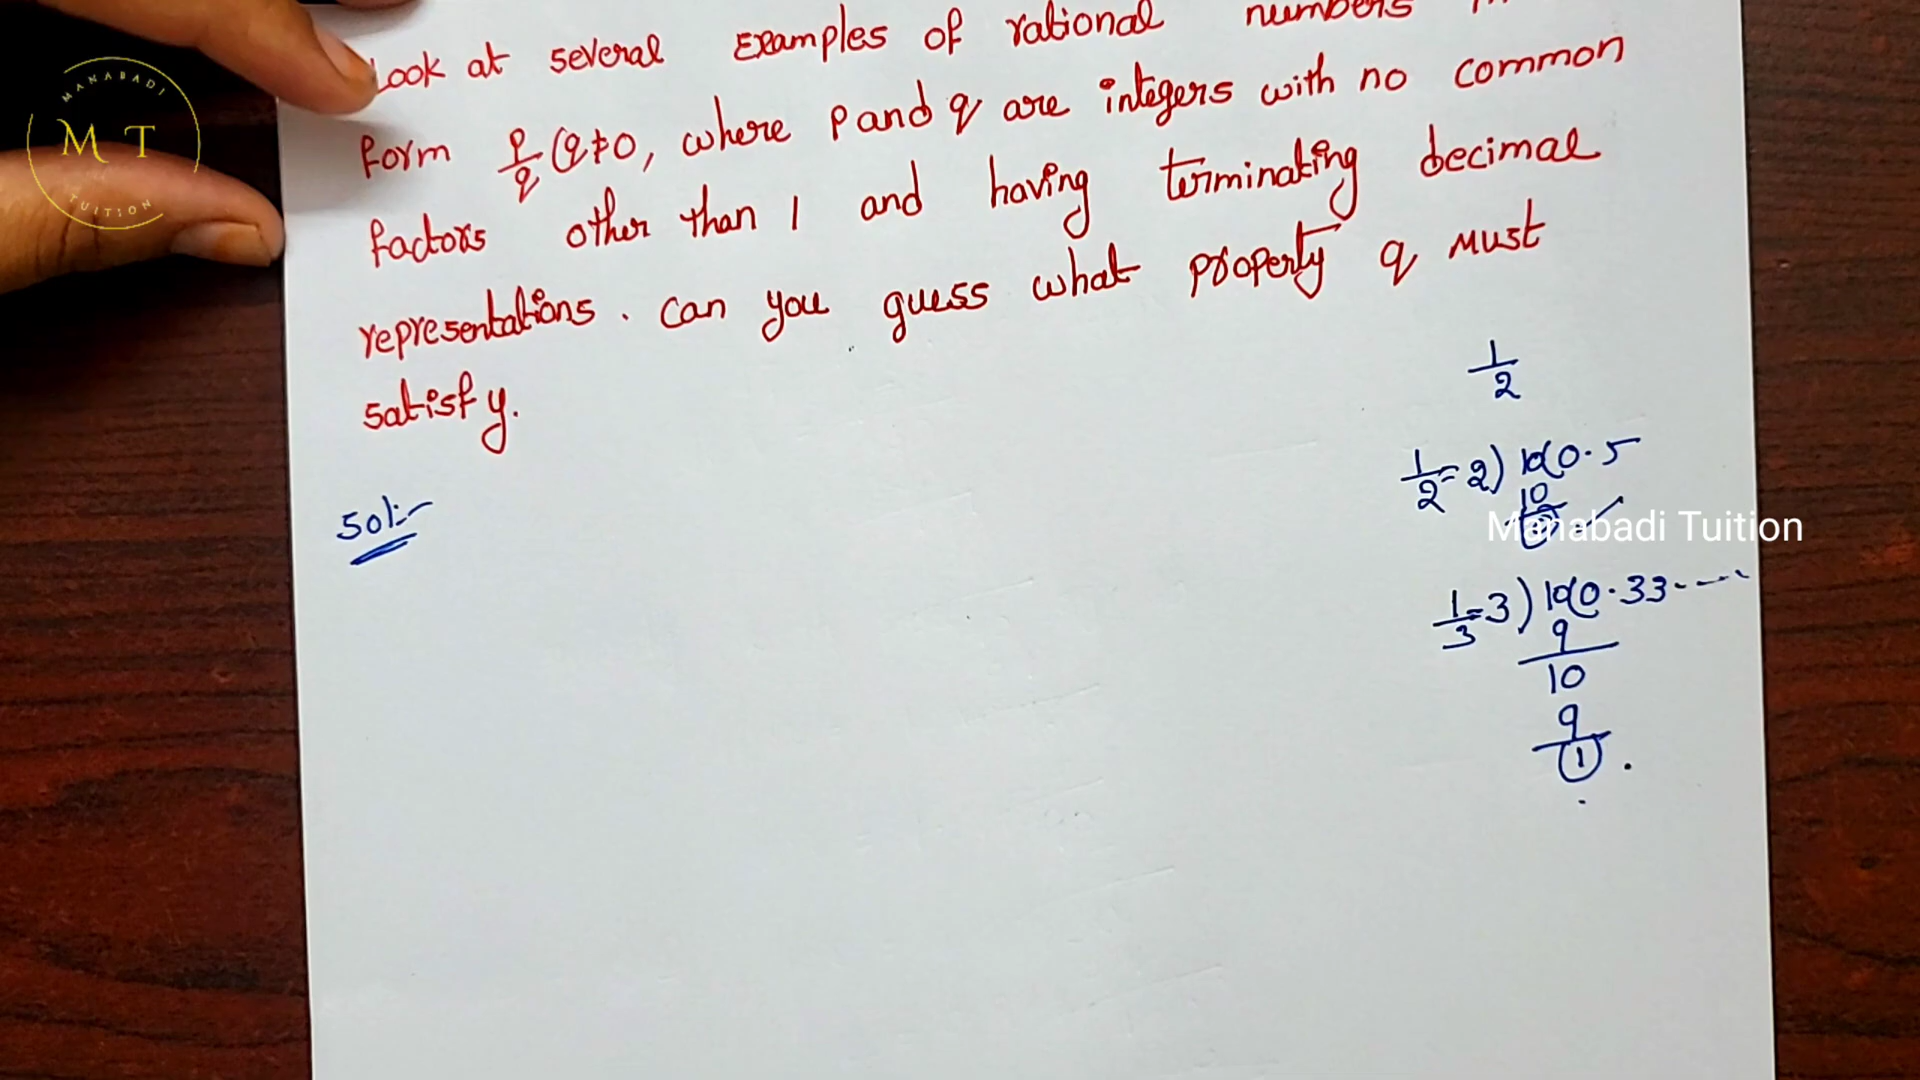 MANABADI
M T
TUITION
Look at several Examples of rational numbers in
form p/q (q≠0, where p and q are integers with no common
factors other than 1 and having terminating decimal
representations. can you guess what property q must
satisfy.
1/2
1/2 = 2) 10(0.5
10
0
Sol:-
Manabadi Tuition
1/3 = 3) 10(0.33----
9
10
9
1